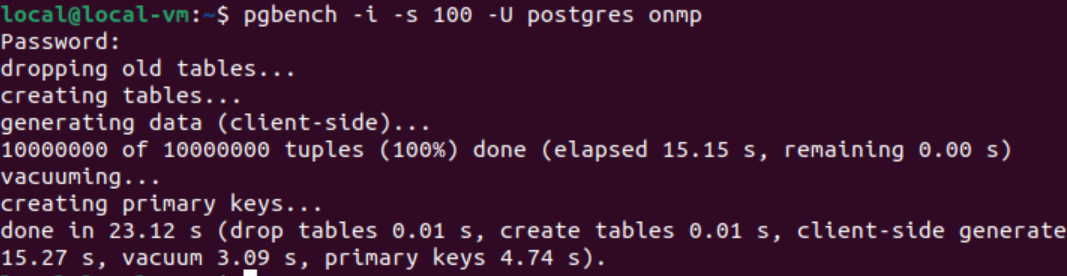 local@local-vm:~$ pgbench -i -s 100 -U postgres onmp
Password:
dropping old tables...
creating tables...
generating data (client-side)...
10000000 of 10000000 tuples (100%) done (elapsed 15.15 s, remaining 0.00 s)
vacuuming...
creating primary keys...
done in 23.12 s (drop tables 0.01 s, create tables 0.01 s, client-side generate
15.27 s, vacuum 3.09 s, primary keys 4.74 s).